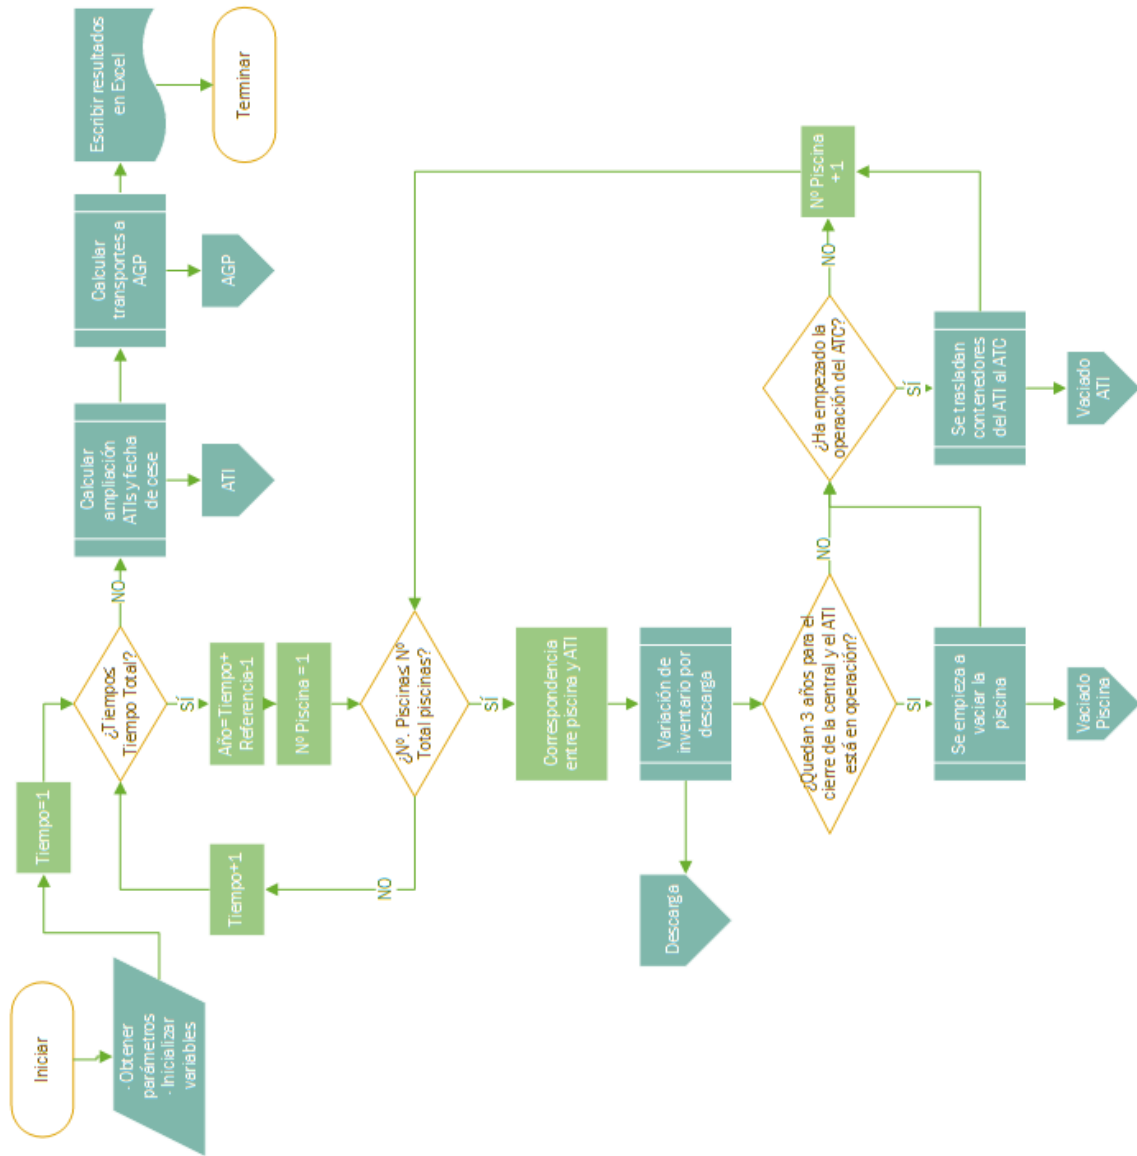 Iniciar
- Obtener
parámetros
- Inicializar
variables
Tiempo=1
¿Tiempo≤
Tiempo Total?
NO
SÍ
Calcular
ampliación
ATIs y fecha
de cese
ATI
Calcular
transportes a
AGP
AGP
Escribir resultados
en Excel
Terminar
Año=Tiempo+
Referencia-1
Nº Piscina = 1
Tiempo+1
¿Nº. Piscina≤ Nº
Total piscinas?
NO
SÍ
Correspondencia
entre piscina y ATI
Variación de
inventario por
descarga
Descarga
¿Quedan 3 años para el
cierre de la central y el ATI
está en operación?
NO
SI
Se empieza a
vaciar la
piscina
Vaciado
Piscina
¿Ha empezado la
operación del ATC?
NO
SÍ
Nº Piscina
+ 1
Se trasladan
contenedores
del ATI al ATC
Vaciado
ATI